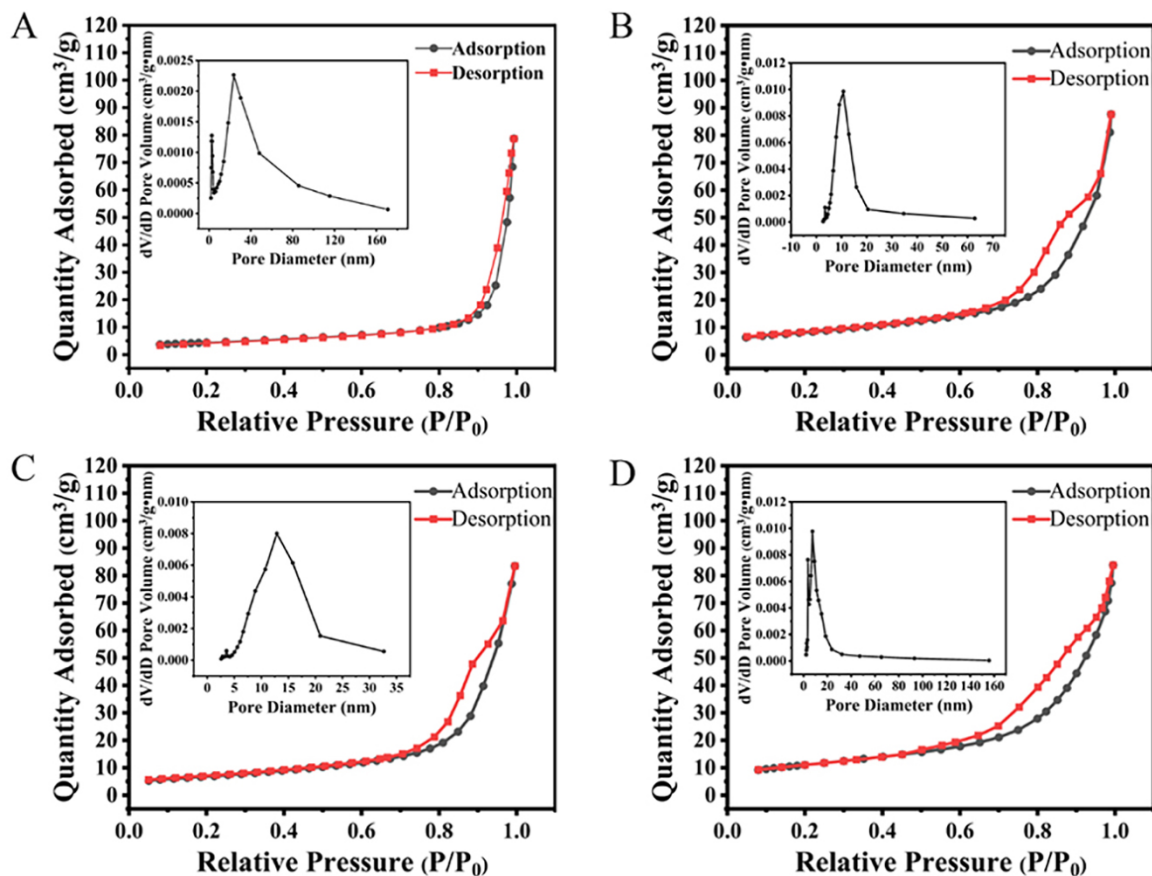 A
Quantity Adsorbed (cm³/g)
120
110
100
90
80
70
60
50
40
30
20
10
0
0.0 0.2 0.4 0.6 0.8 1.0
Relative Pressure (P/P₀)
Adsorption
Desorption
dV/dD Pore Volume (cm³/g•nm)
0.0025
0.0020
0.0015
0.0010
0.0005
0.0000
0 40 80 120 160
Pore Diameter (nm)
B
Quantity Adsorbed (cm³/g)
120
110
100
90
80
70
60
50
40
30
20
10
0
0.0 0.2 0.4 0.6 0.8 1.0
Relative Pressure (P/P₀)
Adsorption
Desorption
dV/dD Pore Volume (cm³/g•nm)
0.012
0.010
0.008
0.006
0.004
0.002
0.000
-10 0 10 20 30 40 50 60 70
Pore Diameter (nm)
C
Quantity Adsorbed (cm³/g)
120
110
100
90
80
70
60
50
40
30
20
10
0
0.0 0.2 0.4 0.6 0.8 1.0
Relative Pressure (P/P₀)
Adsorption
Desorption
dV/dD Pore Volume (cm³/g•nm)
0.010
0.008
0.006
0.004
0.002
0.000
0 5 10 15 20 25 30 35
Pore Diameter (nm)
D
Quantity Adsorbed (cm³/g)
120
110
100
90
80
70
60
50
40
30
20
10
0
0.0 0.2 0.4 0.6 0.8 1.0
Relative Pressure (P/P₀)
Adsorption
Desorption
dV/dD Pore Volume (cm³/g•nm)
0.012
0.010
0.008
0.006
0.004
0.002
0.000
0 20 40 60 80 100 120 140 160
Pore Diameter (nm)